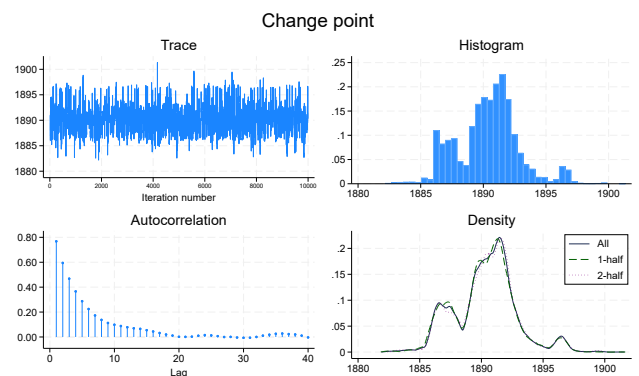 Change point
Trace
1900
1895
1890
1885
1880
0 2000 4000 6000 8000 10000
Iteration number
Histogram
.25
.2
.15
.1
.05
0
1880 1885 1890 1895 1900
Autocorrelation
0.80
0.60
0.40
0.20
0.00
0 10 20 30 40
Lag
Density
All
1-half
2-half
.2
.15
.1
.05
0
1880 1885 1890 1895 1900